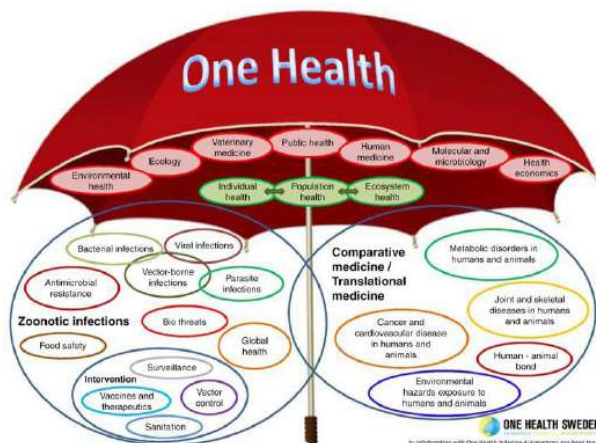 One Health
Environmental
health
Ecology
Veterinary
medicine
Public health
Human
medicine
Molecular and
microbiology
Health
economics
Individual
health
Population
health
Ecosystem
health
Bacterial infections
Viral infections
Vector-borne
infections
Antimicrobial
resistance
Parasite
infections
Zoonotic infections
Bio threats
Food safety
Global
health
Surveillance
Intervention
Vaccines and
therapeutics
Vector
control
Sanitation
Comparative
medicine /
Translational
medicine
Metabolic disorders in
humans and animals
Joint and skeletal
diseases in humans
and animals
Cancer and
cardiovascular disease
in humans and
animals
Human - animal
bond
Environmental
hazards exposure to
humans and animals
ONE HEALTH SWEDEN